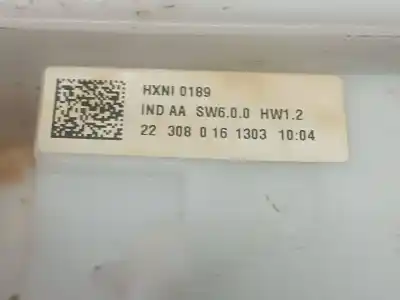 HXNI 0189
IND AA SW6.0.0 HW1.2
22 308 0 16 1303 10:04